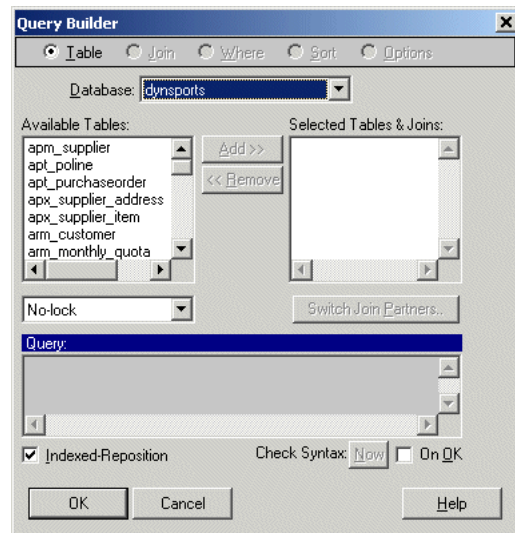 Query Builder
Table Join Where Sort Options
Database: dynsports
Available Tables: Selected Tables & Joins:
apm_supplier
apt_poline
apt_purchaseorder
apx_supplier_address
apx_supplier_item
arm_customer
arm_monthly_quota
Add >>
<< Remove
No-lock
Switch Join Partners..
Query:
Indexed-Reposition Check Syntax: Now On OK
OK Cancel Help